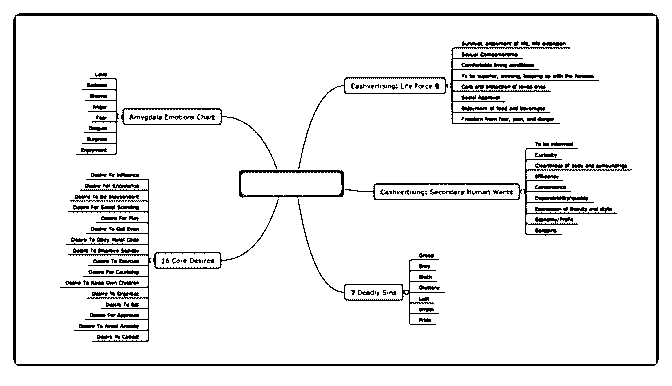 Survival, enjoyment of life, life extension
Sexual Companionship
Comfortable living conditions
To be superior, winning, keeping up with the Joneses
Care and protection of loved ones
Social Approval
Enjoyment of food and beverages
Freedom from fear, pain, and danger
Cashvertising: Life Force 8
Love
Sadness
Shame
Anger
Fear
Disgust
Surprise
Enjoyment
Amygdala Emotions Chart
To be informed
Curiosity
Cleanliness of body and surroundings
Efficiency
Convenience
Dependability/quality
Expression of beauty and style
Economy/Profit
Bargains
Cashvertising: Secondary Human Wants
Desire To Influence
Desire For Knowledge
Desire To Be Independent
Desire For Social Standing
Desire For Play
Desire To Get Even
Desire To Obey Moral Code
Desire To Improve Society
Desire To Exercise
Desire For Courtship
Desire To Raise Own Children
Desire To Organize
Desire To Eat
Desire For Approval
Desire To Avoid Anxiety
Desire To Collect
16 Core Desires
Greed
Envy
Sloth
Gluttony
Lust
Wrath
Pride
7 Deadly Sins